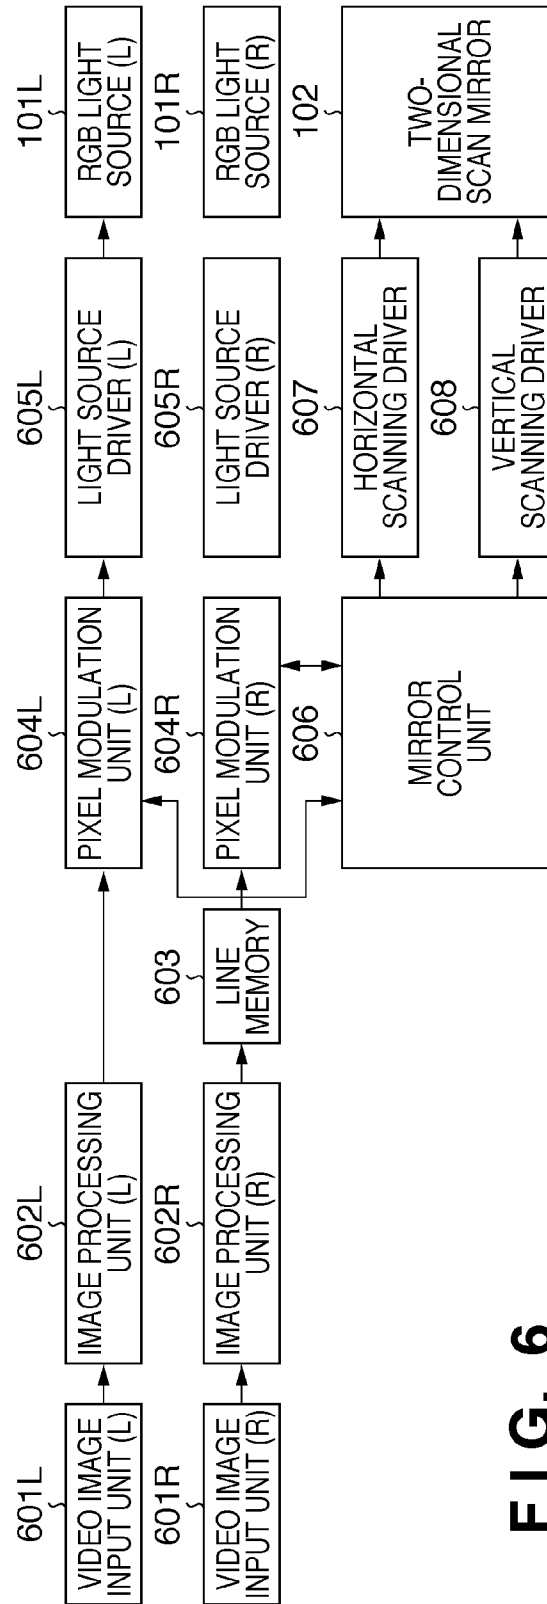 601L
VIDEO IMAGE
INPUT UNIT (L)
602L
IMAGE PROCESSING
UNIT (L)
604L
PIXEL MODULATION
UNIT (L)
605L
LIGHT SOURCE
DRIVER (L)
101L
RGB LIGHT
SOURCE (L)
601R
VIDEO IMAGE
INPUT UNIT (R)
602R
IMAGE PROCESSING
UNIT (R)
603
LINE
MEMORY
604R
PIXEL MODULATION
UNIT (R)
605R
LIGHT SOURCE
DRIVER (R)
101R
RGB LIGHT
SOURCE (R)
606
MIRROR
CONTROL
UNIT
607
HORIZONTAL
SCANNING DRIVER
608
VERTICAL
SCANNING DRIVER
102
TWO-
DIMENSIONAL
SCAN MIRROR
FIG. 6